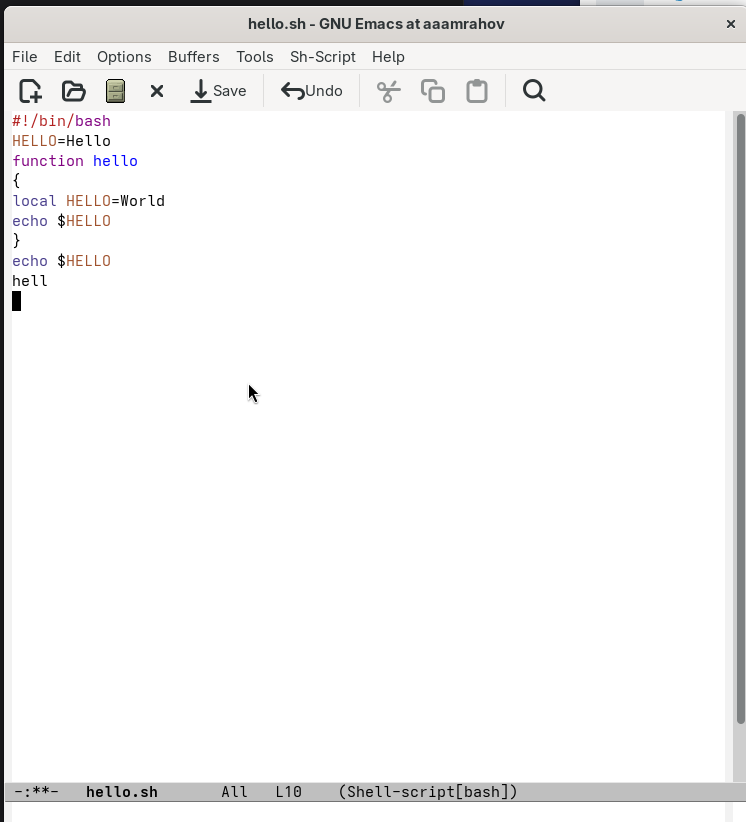 hello.sh - GNU Emacs at aaamrahov
File Edit Options Buffers Tools Sh-Script Help
Save Undo
#!/bin/bash
HELLO=Hello
function hello
{
local HELLO=World
echo $HELLO
}
echo $HELLO
hell
-:**- hello.sh All L10 (Shell-script[bash])